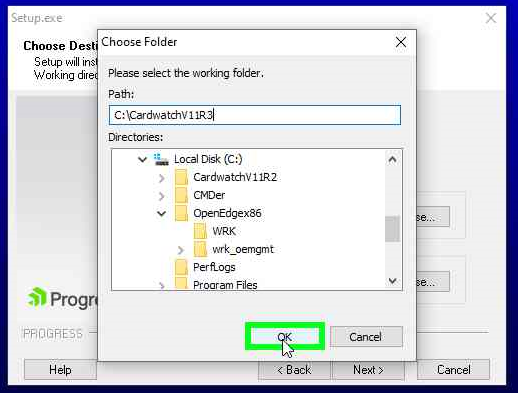 Setup.exe
Choose Folder
Choose Desti
Setup will inst
Working direc
Please select the working folder.
Path:
C:\CardwatchV11R3
Directories:
Local Disk (C:)
CardwatchV11R2
CMDer
OpenEdgex86
WRK
wrk_oemgmt
PerfLogs
Program Files
se...
se...
Progre
PROGRESS
OK
Cancel
Help
< Back
Next >
Cancel